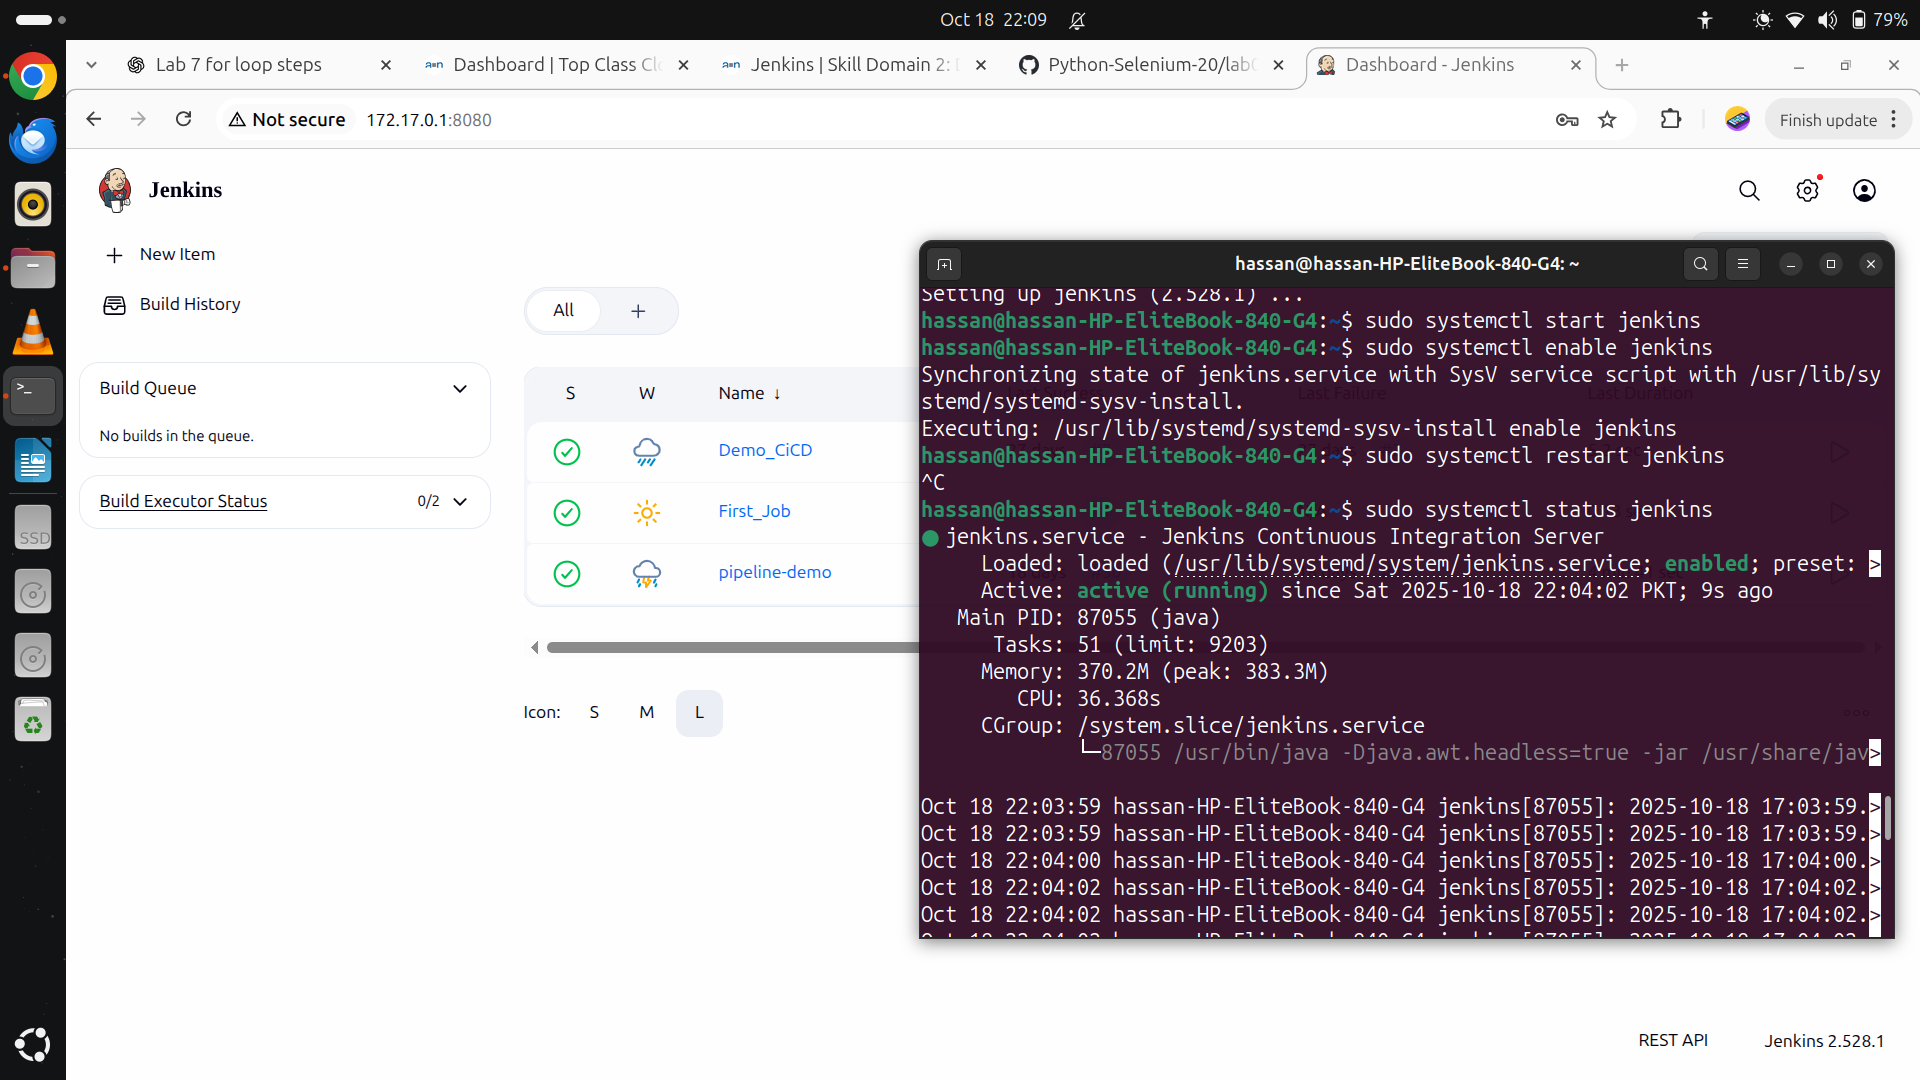 Oct 18 22:09
79%
Lab 7 for loop steps
Dashboard | Top Class Clo
Jenkins | Skill Domain 2: D
Python-Selenium-20/lab
Dashboard - Jenkins
Not secure
172.17.0.1:8080
Finish update
Jenkins
New Item
Build History
All
Build Queue
No builds in the queue.
Build Executor Status
0/2
S W Name ↓
Last Failure
Last Duration
Demo_CiCD
First_Job
pipeline-demo
Icon: S M L
SSD
hassan@hassan-HP-EliteBook-840-G4: ~
Setting up jenkins (2.528.1) ...
hassan@hassan-HP-EliteBook-840-G4:~$ sudo systemctl start jenkins
hassan@hassan-HP-EliteBook-840-G4:~$ sudo systemctl enable jenkins
Synchronizing state of jenkins.service with SysV service script with /usr/lib/sy
stemd/systemd-sysv-install.
Executing: /usr/lib/systemd/systemd-sysv-install enable jenkins
hassan@hassan-HP-EliteBook-840-G4:~$ sudo systemctl restart jenkins
^C
hassan@hassan-HP-EliteBook-840-G4:~$ sudo systemctl status jenkins
● jenkins.service - Jenkins Continuous Integration Server
Loaded: loaded (/usr/lib/systemd/system/jenkins.service; enabled; preset: >
Active: active (running) since Sat 2025-10-18 22:04:02 PKT; 9s ago
Main PID: 87055 (java)
Tasks: 51 (limit: 9203)
Memory: 370.2M (peak: 383.3M)
CPU: 36.368s
CGroup: /system.slice/jenkins.service
└─87055 /usr/bin/java -Djava.awt.headless=true -jar /usr/share/jav>
Oct 18 22:03:59 hassan-HP-EliteBook-840-G4 jenkins[87055]: 2025-10-18 17:03:59.>
Oct 18 22:03:59 hassan-HP-EliteBook-840-G4 jenkins[87055]: 2025-10-18 17:03:59.>
Oct 18 22:04:00 hassan-HP-EliteBook-840-G4 jenkins[87055]: 2025-10-18 17:04:00.>
Oct 18 22:04:02 hassan-HP-EliteBook-840-G4 jenkins[87055]: 2025-10-18 17:04:02.>
Oct 18 22:04:02 hassan-HP-EliteBook-840-G4 jenkins[87055]: 2025-10-18 17:04:02.>
REST API
Jenkins 2.528.1